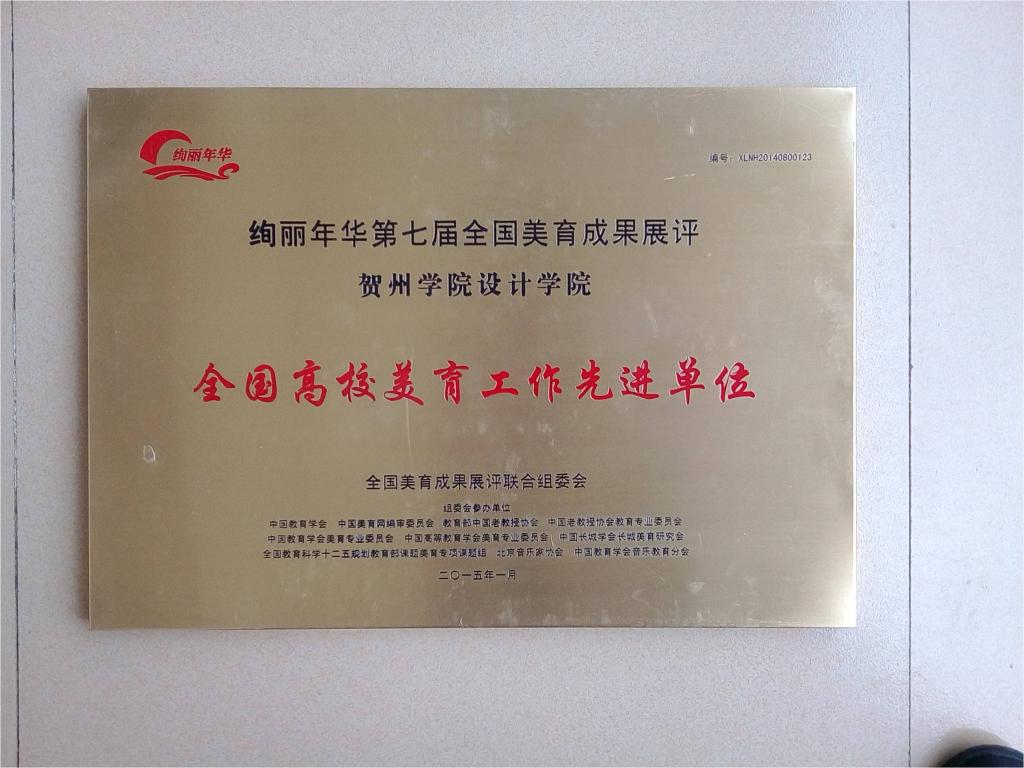 绚丽年华
编号：XLNH20140800123
绚丽年华第七届全国美育成果展评
贺州学院设计学院
全国高校美育工作先进单位
全国美育成果展评联合组委会
组委会参办单位
中国教育学会 中国美育网编审委员会 教育部中国老教授协会 中国老教授协会教育专业委员会
中国教育学会美育专业委员会 中国高等教育学会美育专业委员会 中国长城学会长城美育研究会
全国教育科学十二五规划教育部课题美育专项课题组 北京音乐家协会 中国教育学会音乐教育分会
二〇一五年一月